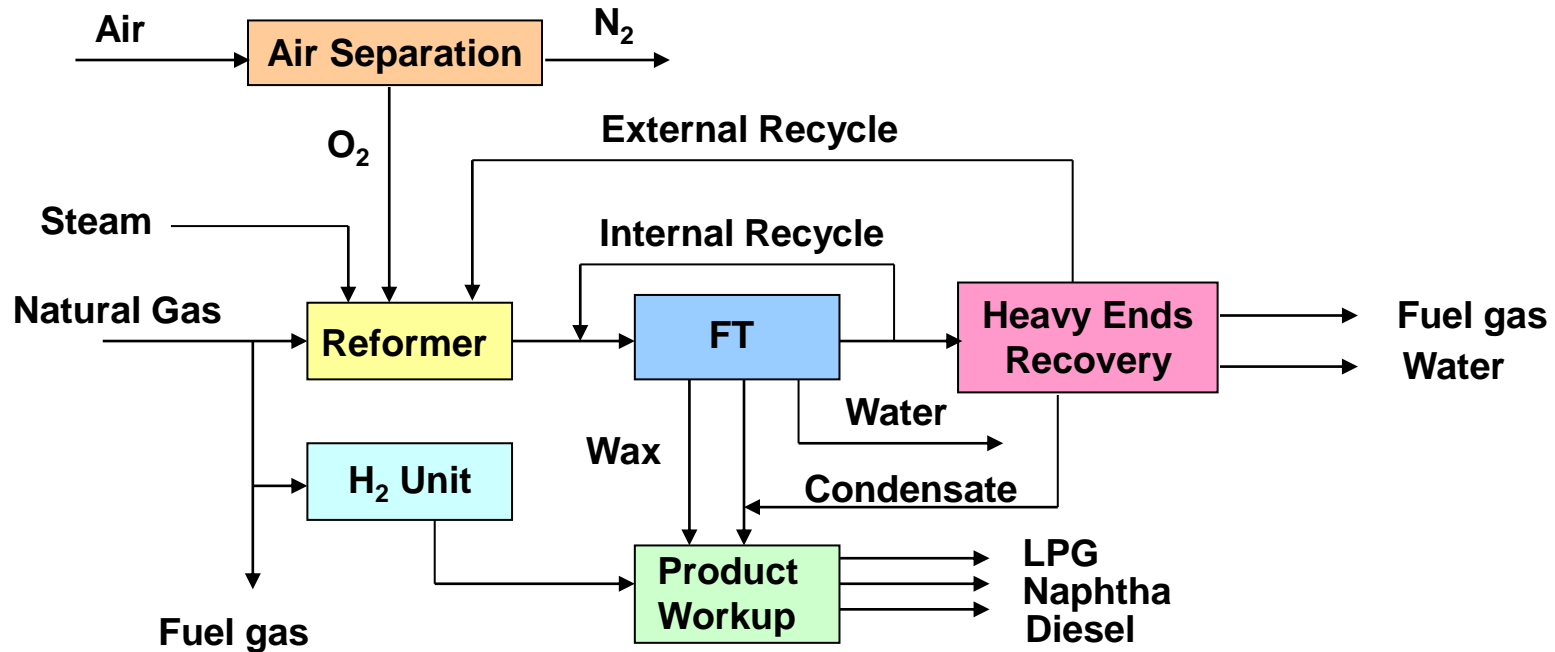 Air
Air Separation
N₂
O₂
External Recycle
Steam
Internal Recycle
Natural Gas
Reformer
FT
Heavy Ends
Recovery
Fuel gas
Water
Water
Wax
H₂ Unit
Condensate
Product
Workup
LPG
Naphtha
Diesel
Fuel gas